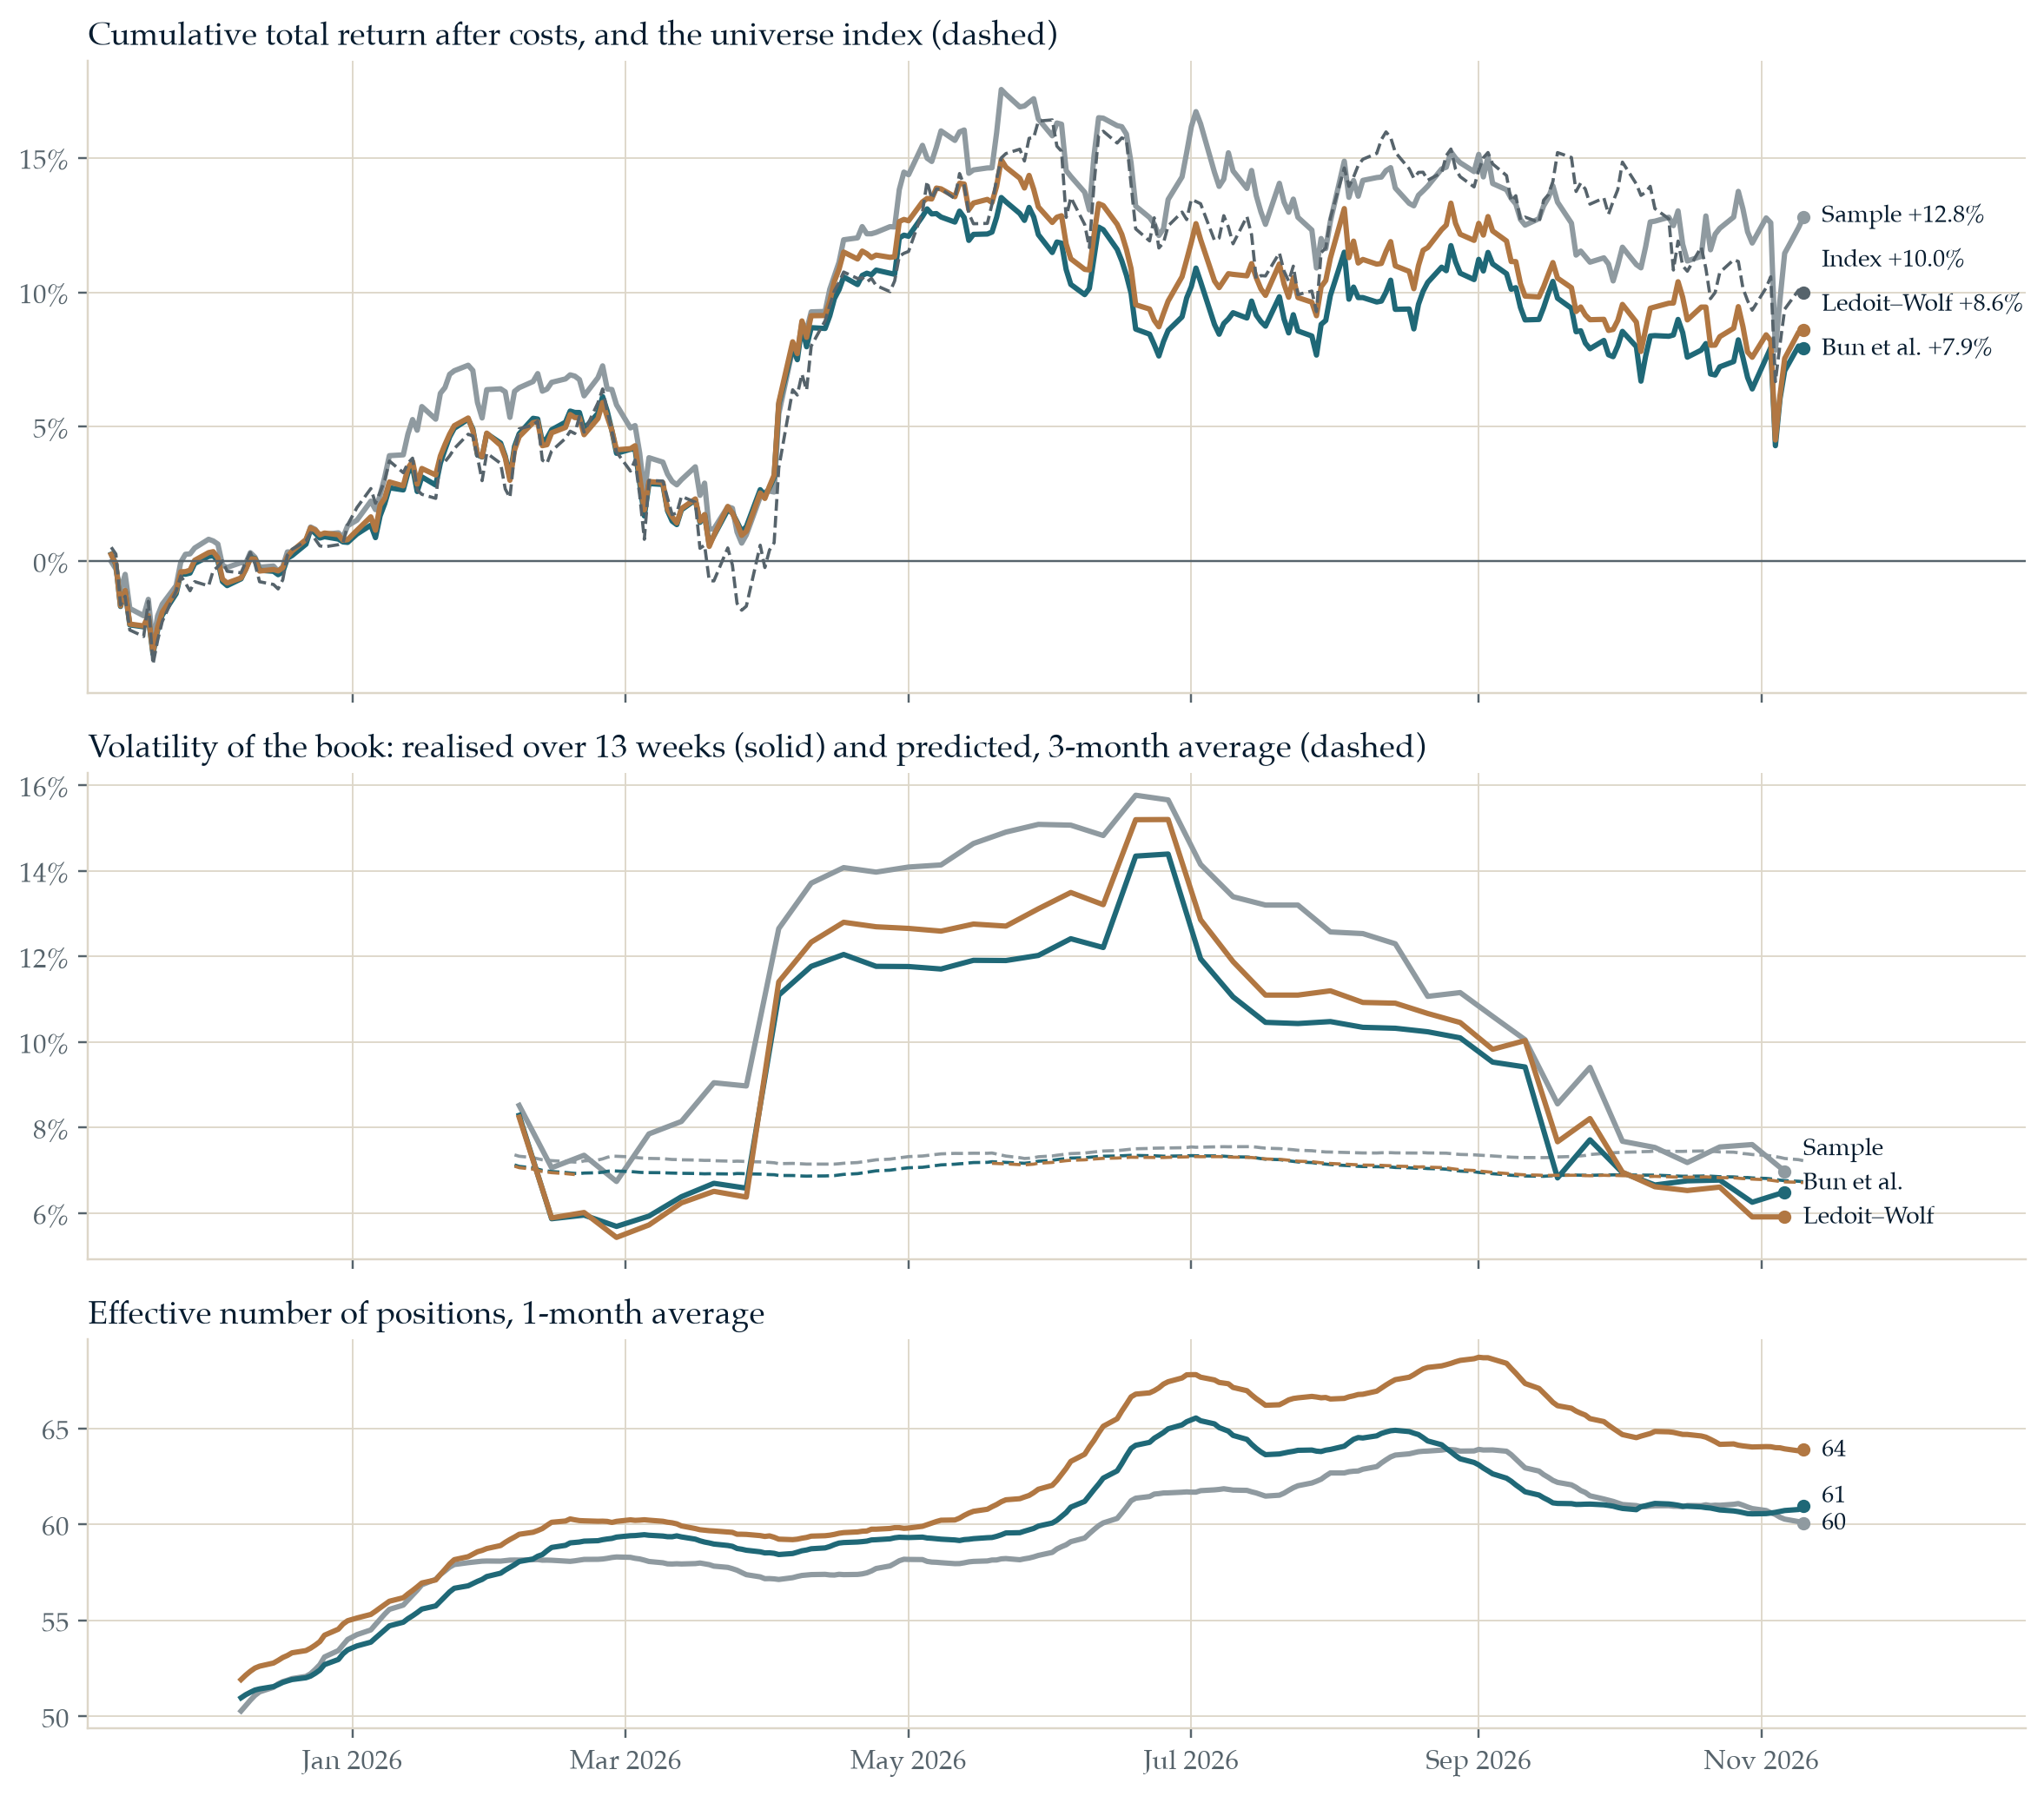 Cumulative total return after costs, and the universe index (dashed)
15%
10%
5%
0%
Sample +12.8%
Index +10.0%
Ledoit–Wolf +8.6%
Bun et al. +7.9%
Volatility of the book: realised over 13 weeks (solid) and predicted, 3-month average (dashed)
16%
14%
12%
10%
8%
6%
Sample
Bun et al.
Ledoit–Wolf
Effective number of positions, 1-month average
65
60
55
50
64
61
60
Jan 2026
Mar 2026
May 2026
Jul 2026
Sep 2026
Nov 2026